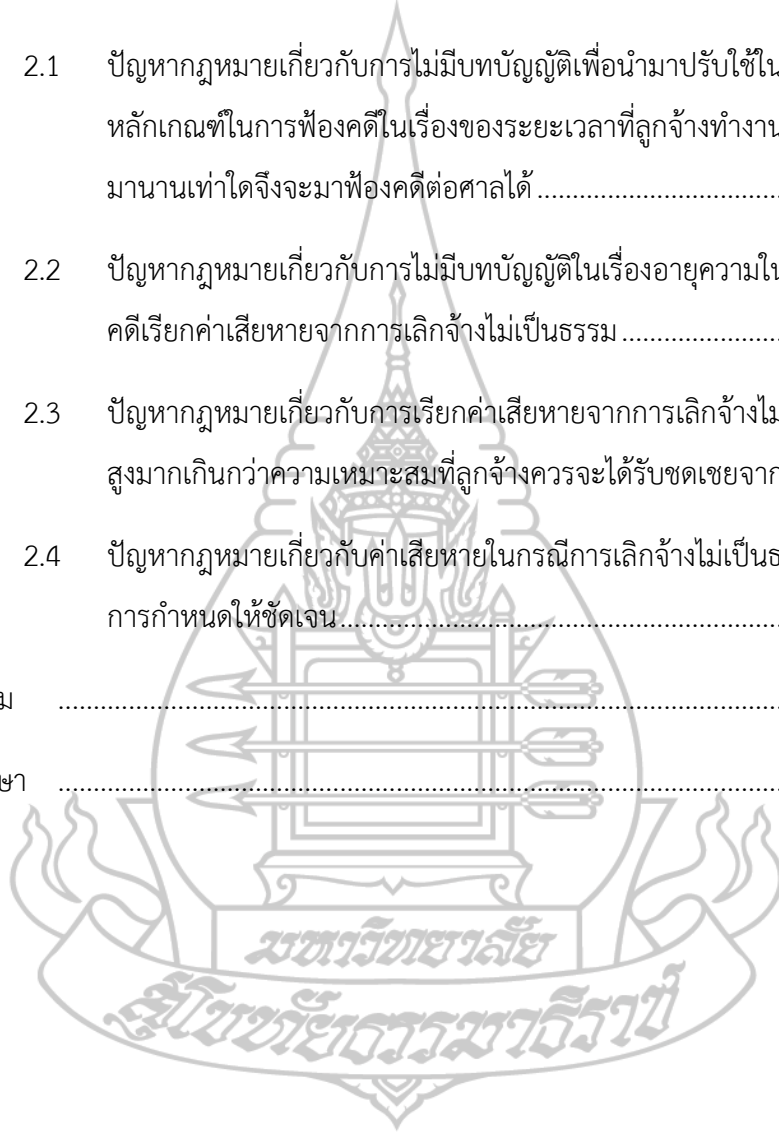 2.1 ปัญหากฎหมายเกี่ยวกับการไม่มีบทบัญญัติเพื่อนำมาปรับใช้ใน
หลักเกณฑ์ในการฟ้องคดีในเรื่องของระยะเวลาที่ลูกจ้างทำงาน
มานานเท่าใดจึงจะมาฟ้องคดีต่อศาลได้ ..............................
2.2 ปัญหากฎหมายเกี่ยวกับการไม่มีบทบัญญัติในเรื่องอายุความใน
คดีเรียกค่าเสียหายจากการเลิกจ้างไม่เป็นธรรม ....................
2.3 ปัญหากฎหมายเกี่ยวกับการเรียกค่าเสียหายจากการเลิกจ้างไม่
สูงมากเกินกว่าความเหมาะสมที่ลูกจ้างควรจะได้รับชดเชยจาก
2.4 ปัญหากฎหมายเกี่ยวกับค่าเสียหายในกรณีการเลิกจ้างไม่เป็นธ
การกำหนดให้ชัดเจน ..............................
ม ..............................
ษา ..............................
มหาวิทยาลัย
สุโขทัยธรรมาธิราช